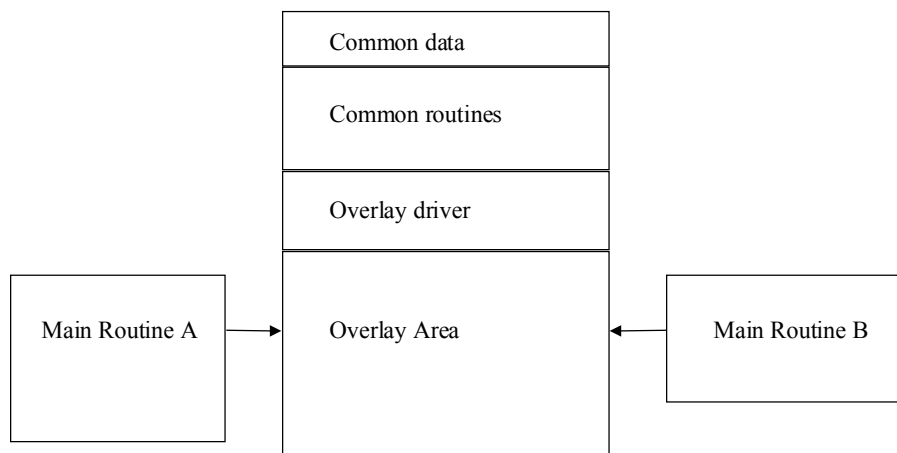 Common data
Common routines
Overlay driver
Main Routine A
Overlay Area
Main Routine B